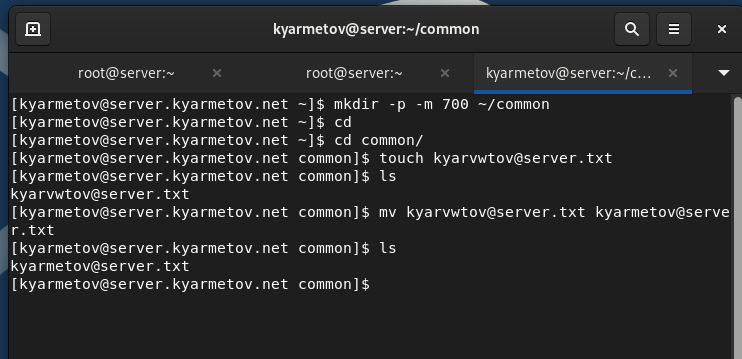 kyarmetov@server:~/common
root@server:~
root@server:~
kyarmetov@server:~/c…
[kyarmetov@server.kyarmetov.net ~]$ mkdir -p -m 700 ~/common
[kyarmetov@server.kyarmetov.net ~]$ cd
[kyarmetov@server.kyarmetov.net ~]$ cd common/
[kyarmetov@server.kyarmetov.net common]$ touch kyarvwtov@server.txt
[kyarmetov@server.kyarmetov.net common]$ ls
kyarvwtov@server.txt
[kyarmetov@server.kyarmetov.net common]$ mv kyarvwtov@server.txt kyarmetov@serve
r.txt
[kyarmetov@server.kyarmetov.net common]$ ls
kyarmetov@server.txt
[kyarmetov@server.kyarmetov.net common]$